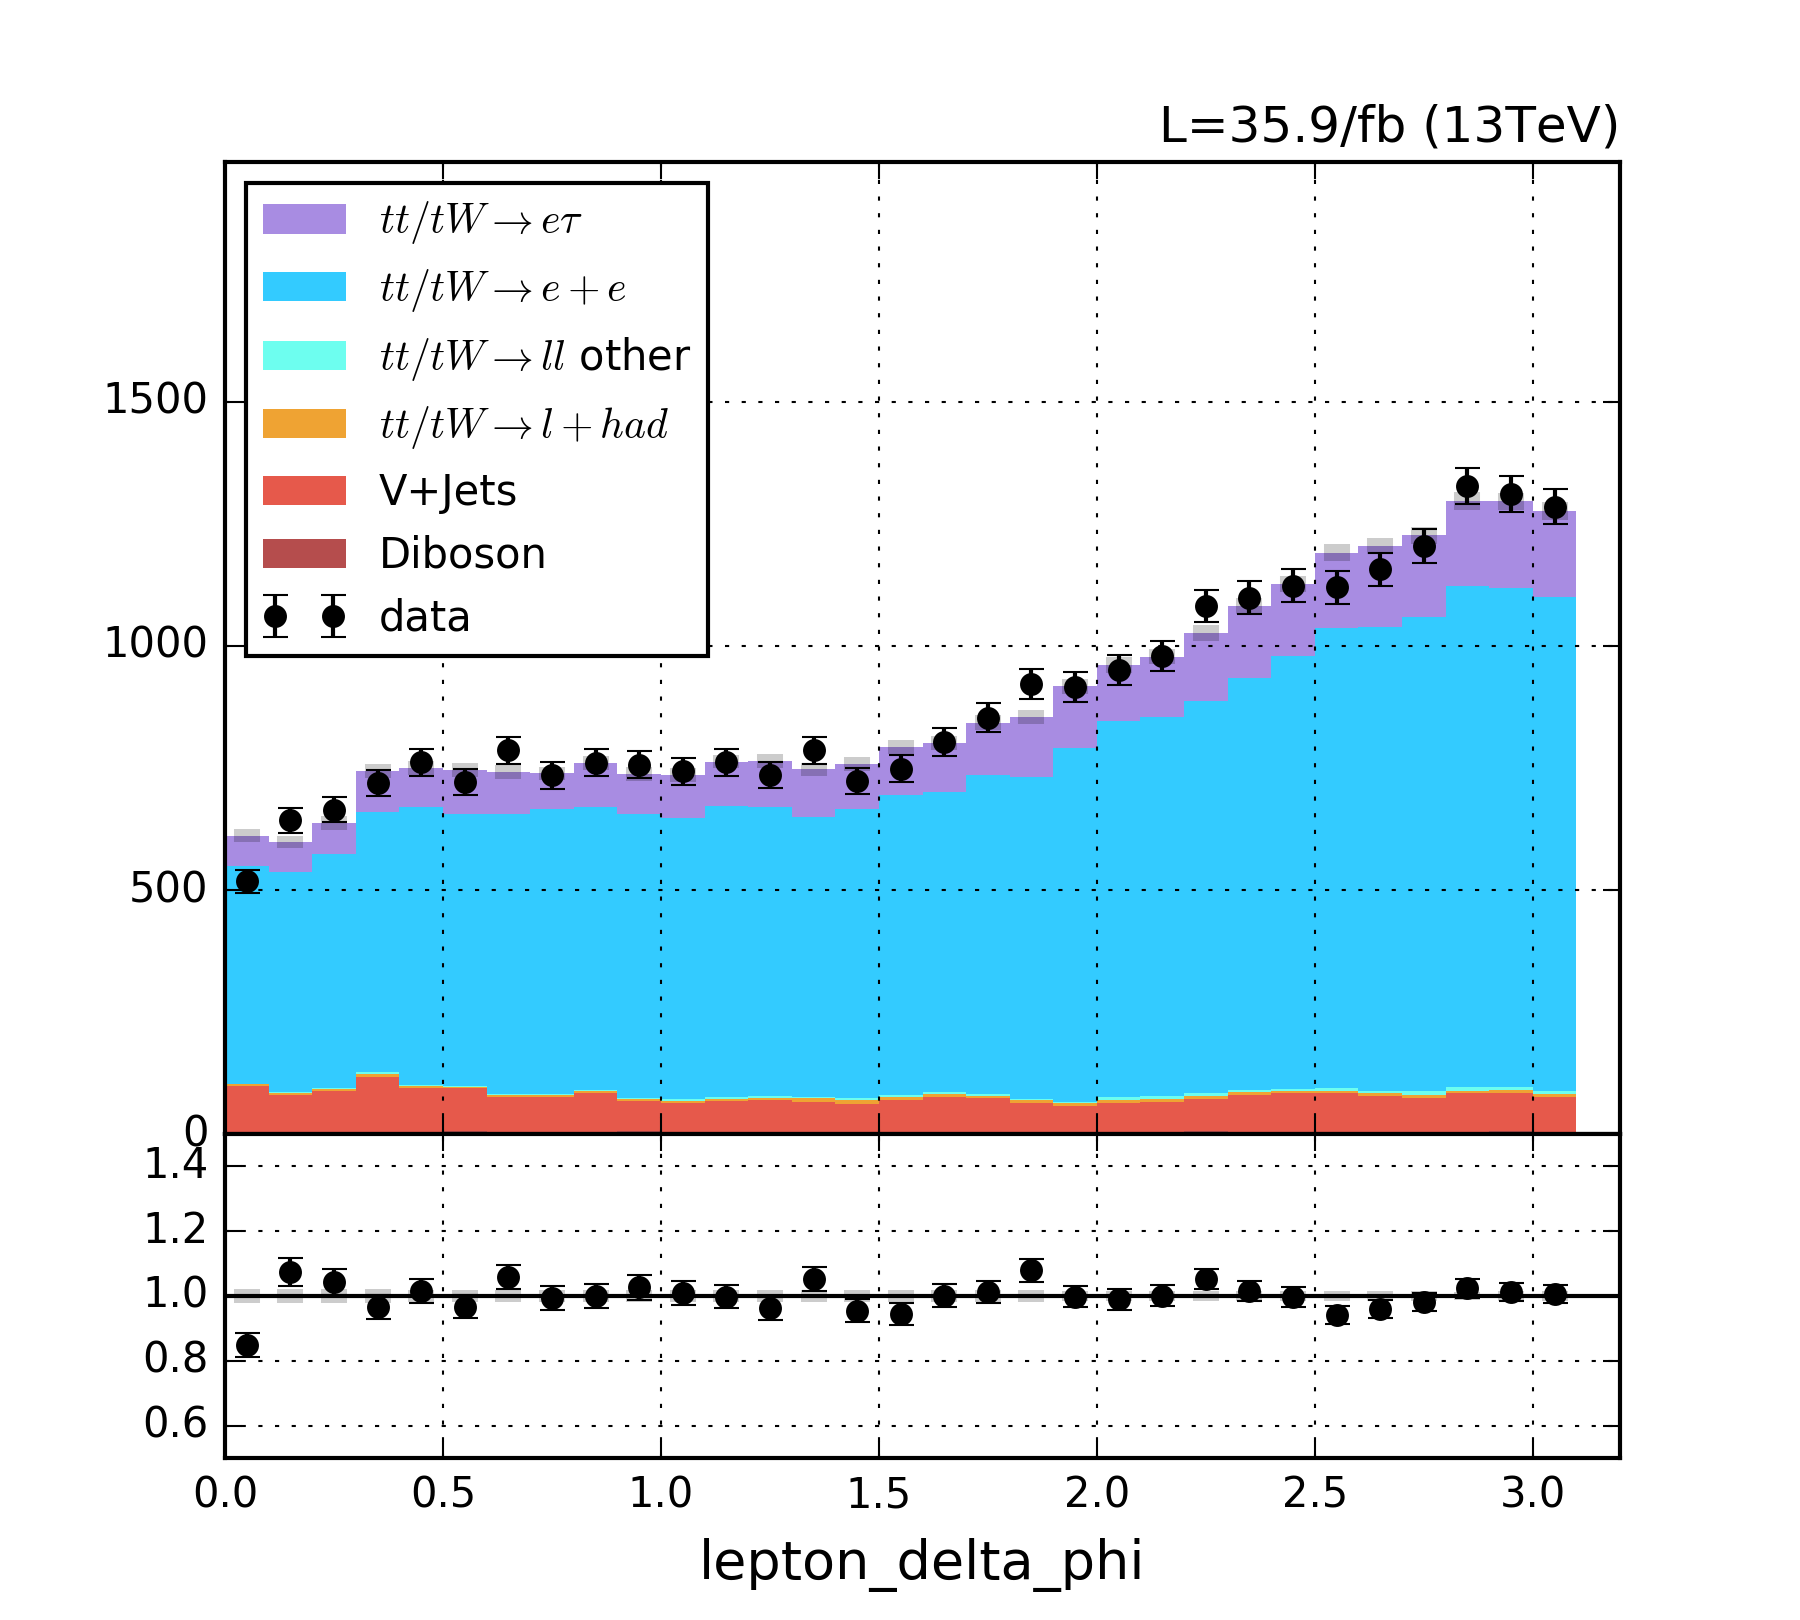 L=35.9/fb (13TeV)
tt/tW→eτ
tt/tW→e+e
tt/tW→ll other
tt/tW→l+had
V+Jets
Diboson
data
1500
1000
500
0
1.4
1.2
1.0
0.8
0.6
0.0 0.5 1.0 1.5 2.0 2.5 3.0
lepton_delta_phi